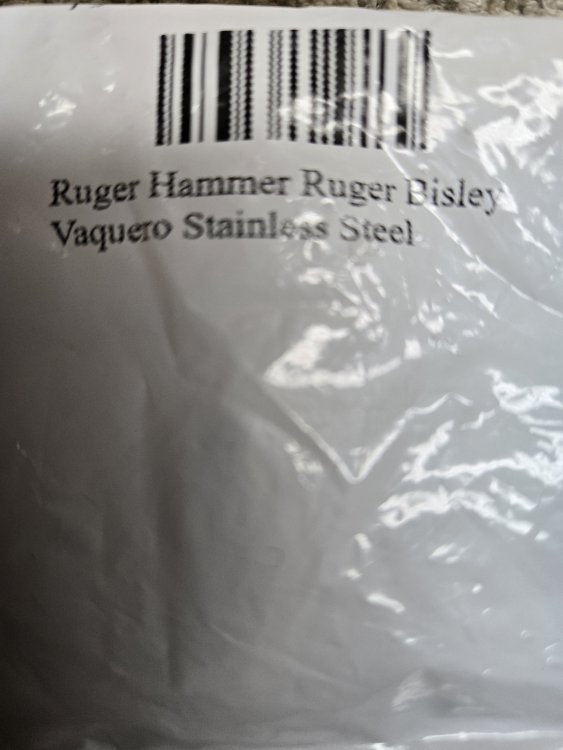 Ruger Hammer Ruger Bisley
Vaquero Stainless Steel